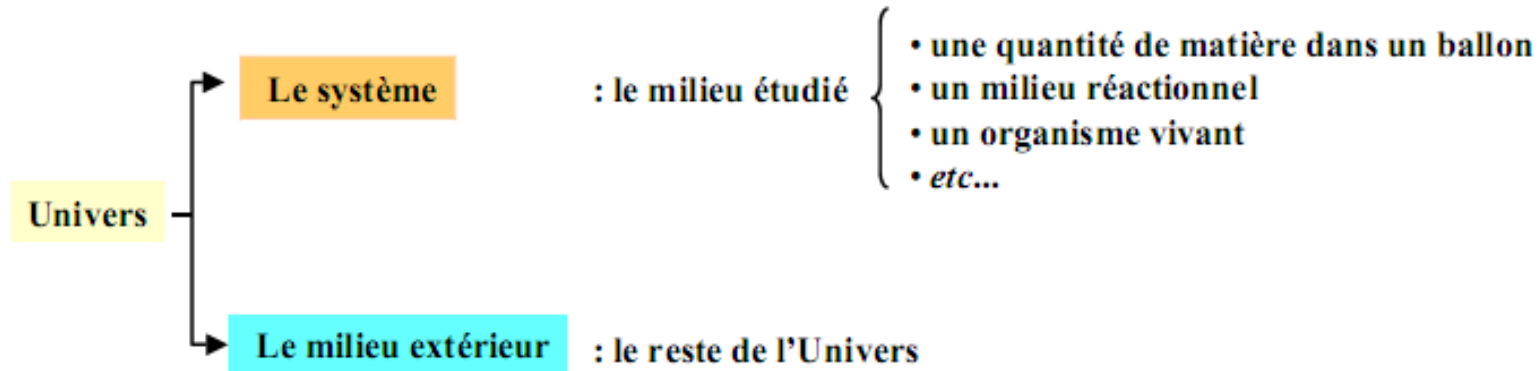 Le système : le milieu étudié
• une quantité de matière dans un ballon
• un milieu réactionnel
• un organisme vivant
• etc...
Univers
Le milieu extérieur : le reste de l’Univers